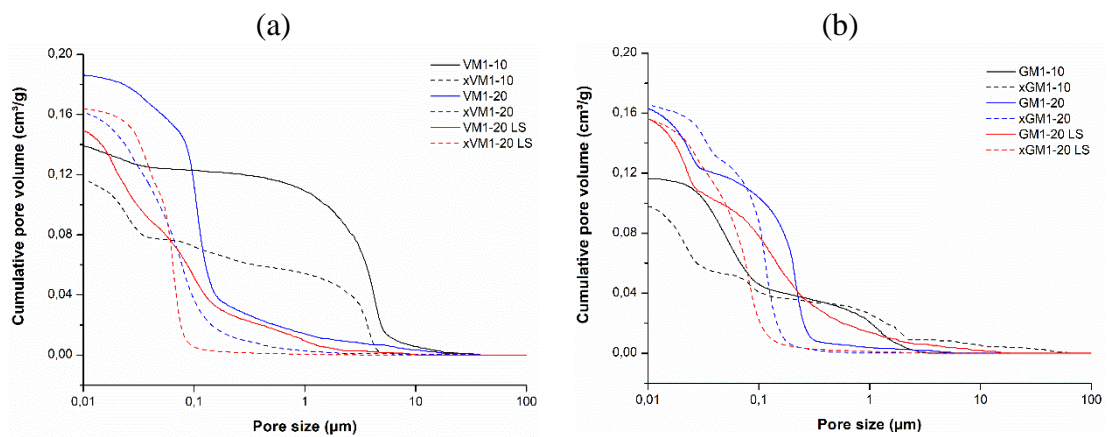 (a)
Cumulative pore volume (cm³/g)
0,20
0,16
0,12
0,08
0,04
0,00
VM1-10
xVM1-10
VM1-20
xVM1-20
VM1-20 LS
xVM1-20 LS
0,01 0,1 1 10 100
Pore size (µm)
(b)
Cumulative pore volume (cm³/g)
0,20
0,16
0,12
0,08
0,04
0,00
GM1-10
xGM1-10
GM1-20
xGM1-20
GM1-20 LS
xGM1-20 LS
0,01 0,1 1 10 100
Pore size (µm)